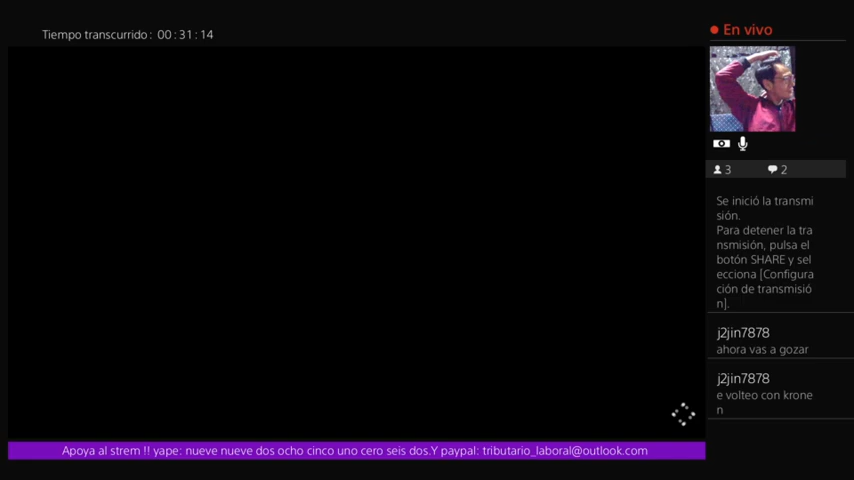 Tiempo transcurrido: 00:31:14
En vivo
3
2
Se inició la transmi
sión.
Para detener la tra
nsmisión, pulsa el
botón SHARE y sel
ecciona [Configura
ción de transmisió
n].
j2jin7878
ahora vas a gozar
j2jin7878
e volteo con krone
n
Apoya al strem !! yape: nueve nueve dos ocho cinco uno cero seis dos.Y paypal: tributario_laboral@outlook.com